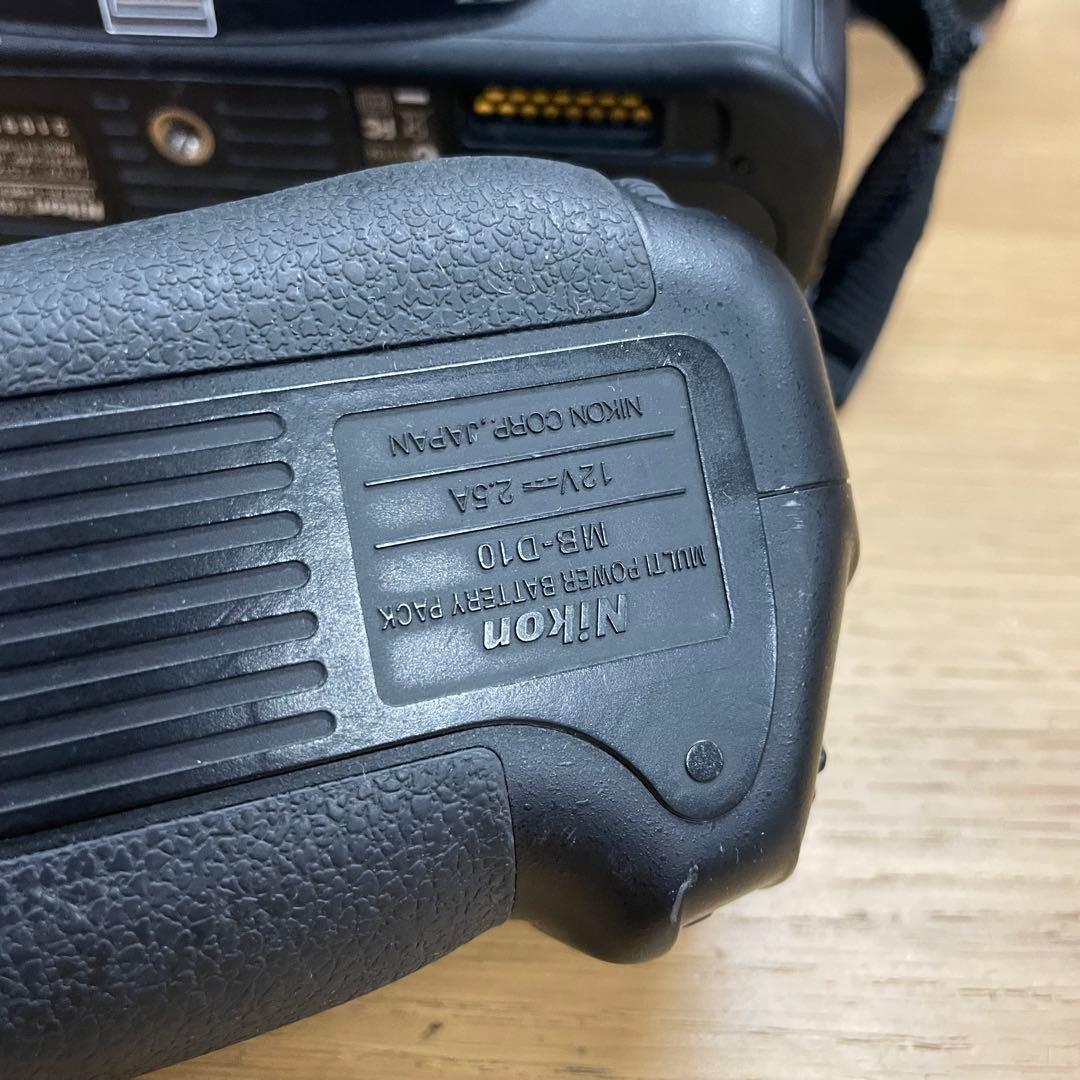 Nikon
MULTI POWER BATTERY PACK
MB-D10
12V⎓2.5A
NIKON CORP., JAPAN